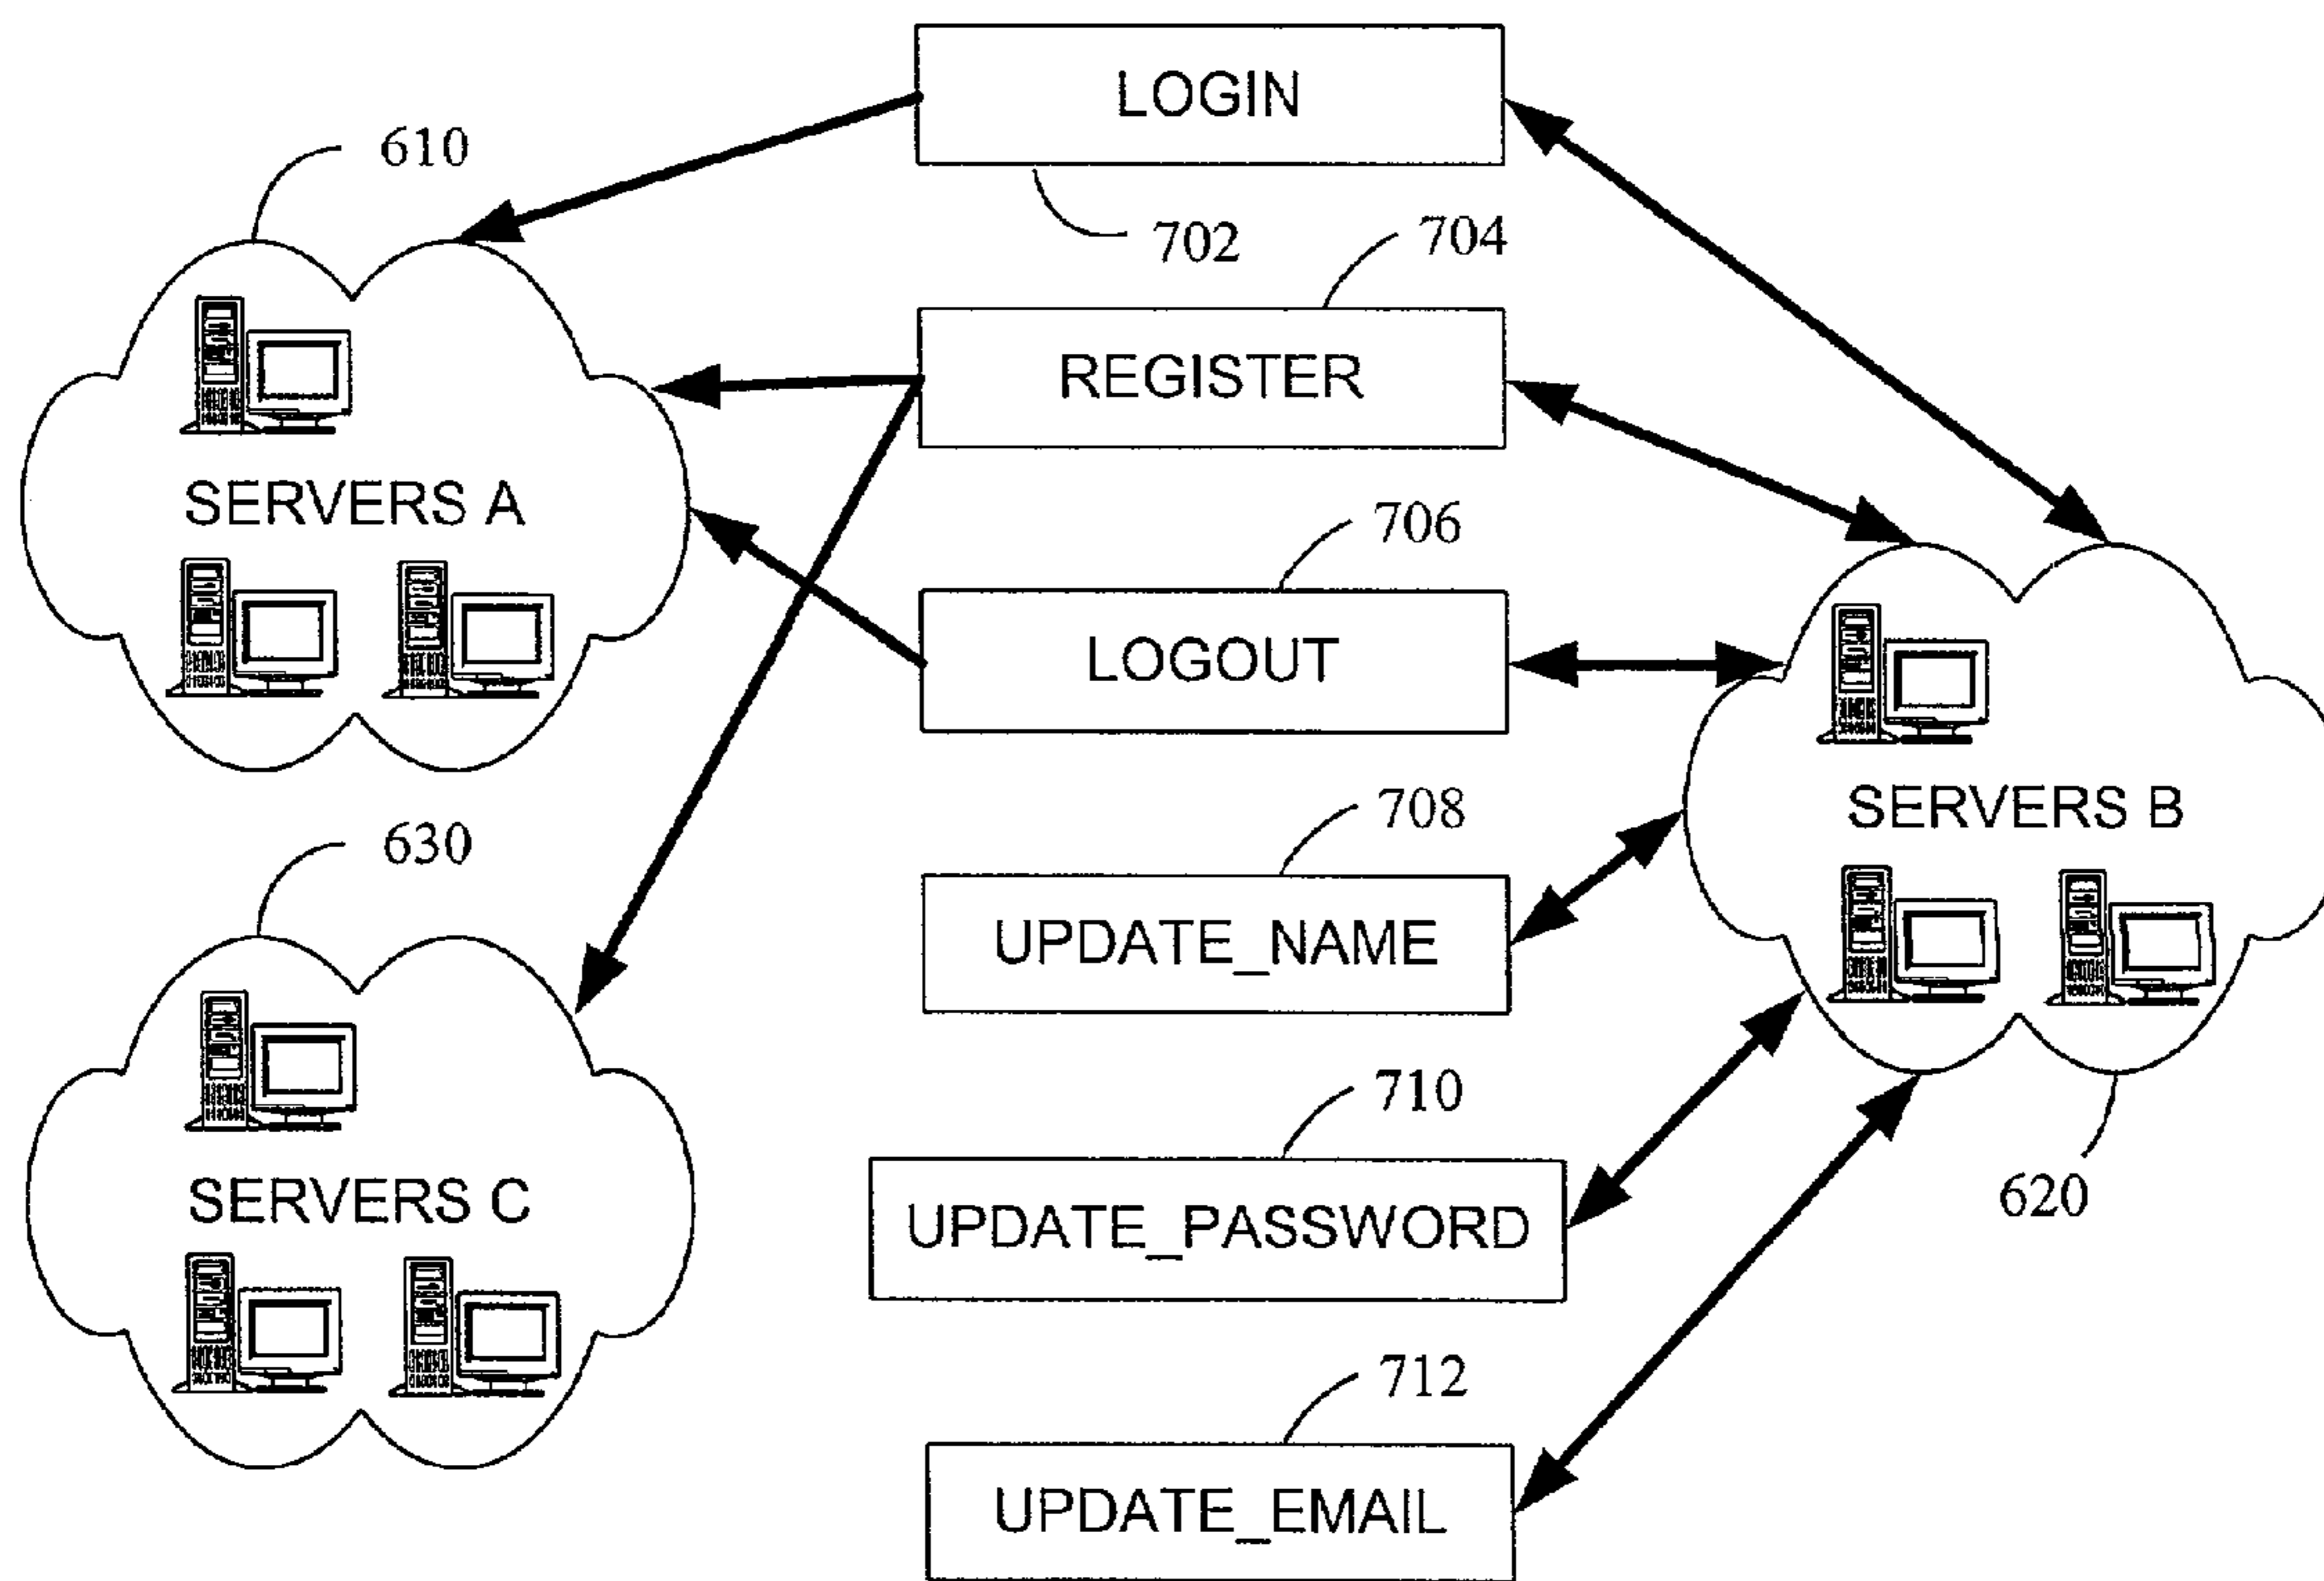 LOGIN
610
702
704
REGISTER
SERVERS A
706
LOGOUT
708
SERVERS B
630
UPDATE_NAME
710
SERVERS C
620
UPDATE_PASSWORD
712
UPDATE_EMAIL